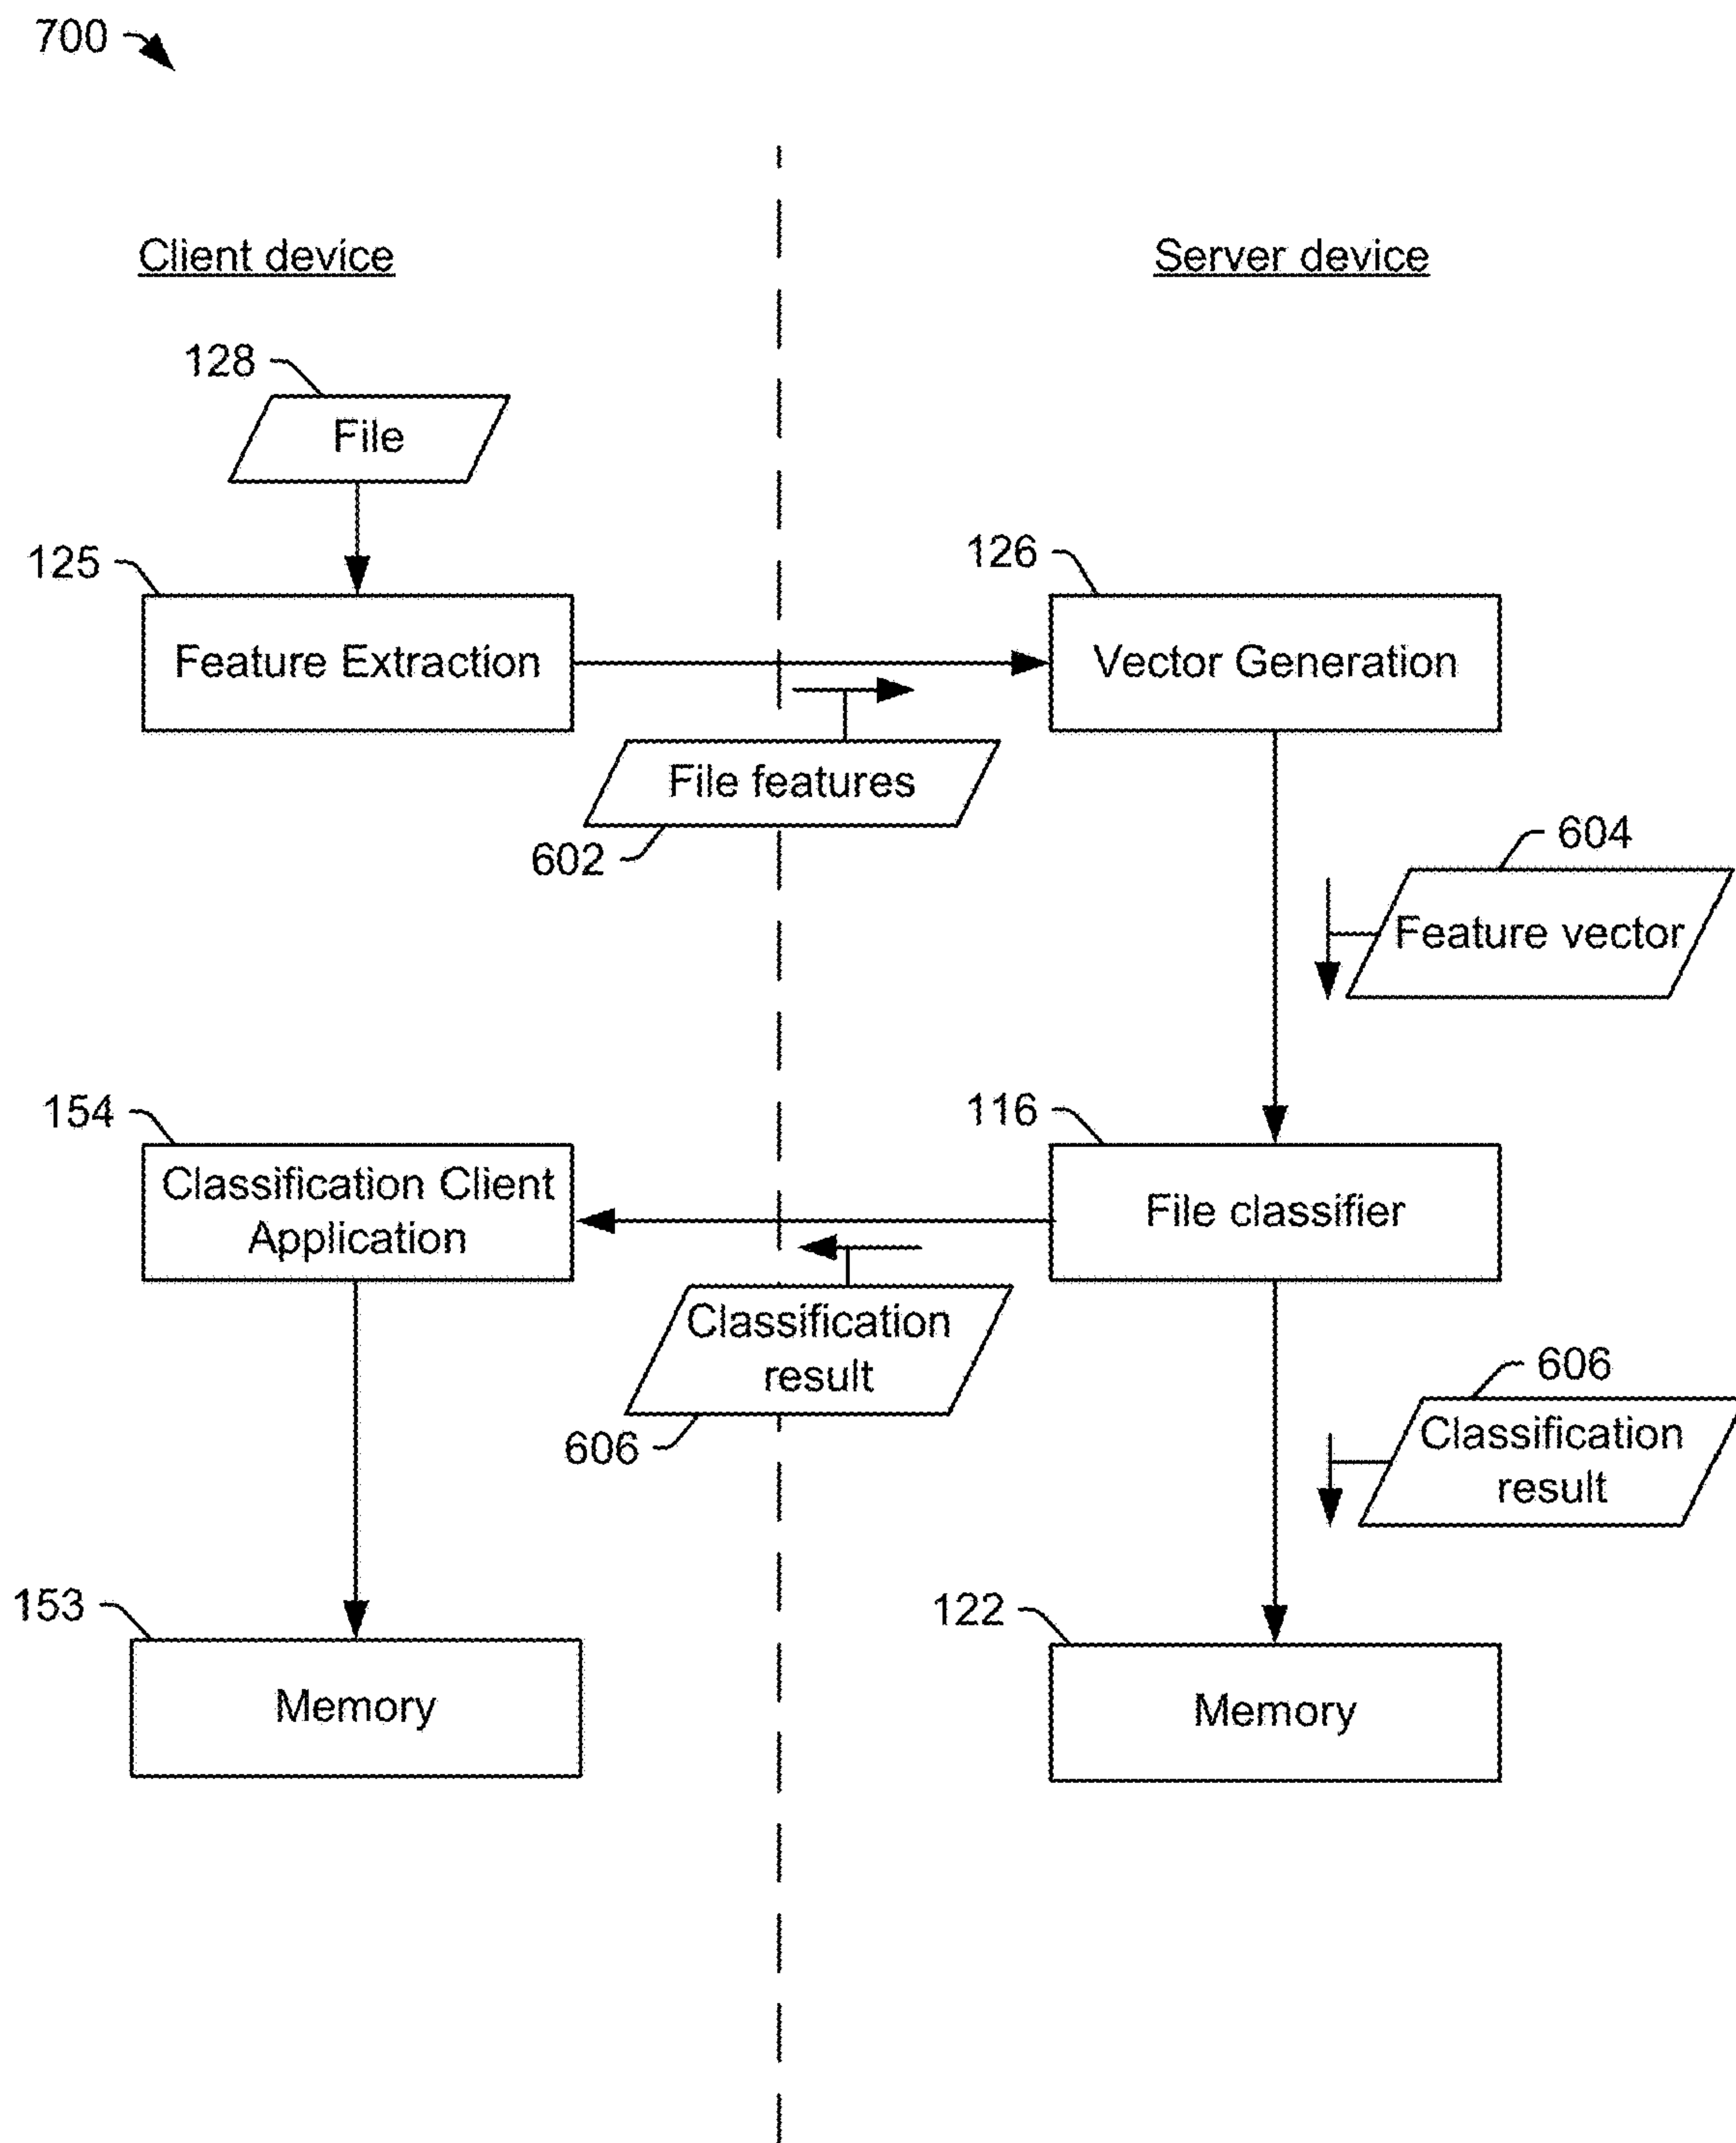 700
Client device
Server device
128
File
125
Feature Extraction
126
Vector Generation
File features
602
604
Feature vector
154
Classification Client
Application
116
File classifier
Classification
result
606
606
Classification
result
153
Memory
122
Memory